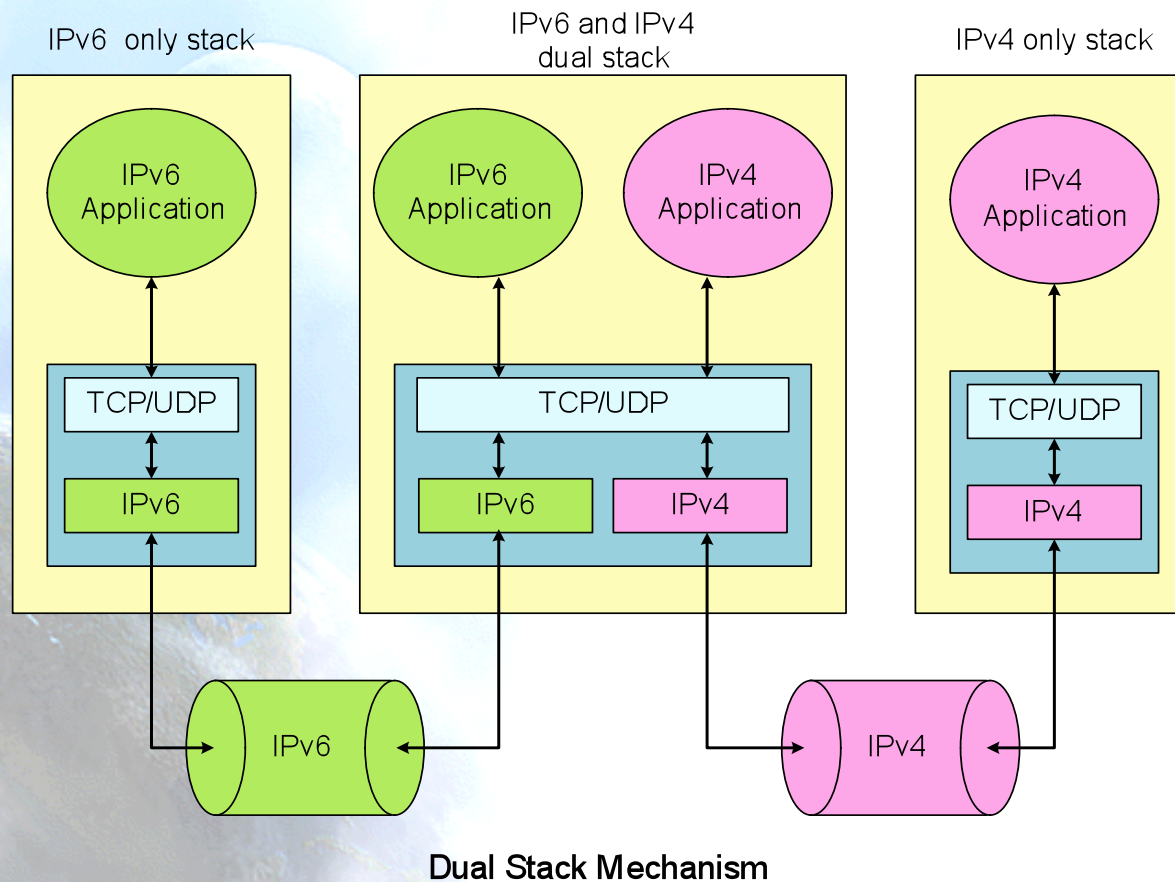 IPv6 only stack
IPv6 and IPv4
dual stack
IPv4 only stack
IPv6
Application
IPv6
Application
IPv4
Application
IPv4
Application
TCP/UDP
TCP/UDP
TCP/UDP
IPv6
IPv6
IPv4
IPv4
IPv6
IPv4
Dual Stack Mechanism